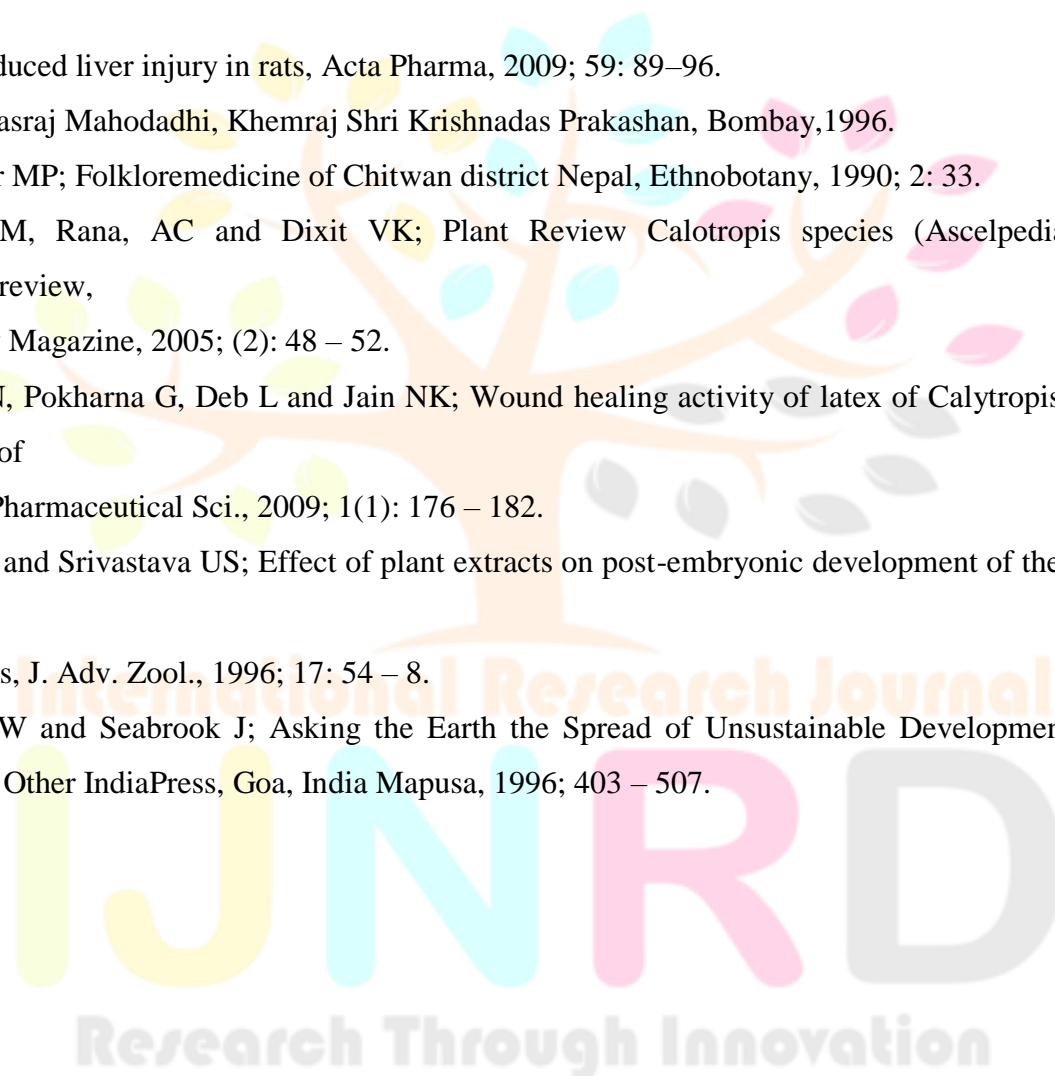 duced liver injury in rats, Acta Pharma, 2009; 59: 89–96.
asraj Mahodadhi, Khemraj Shri Krishnadas Prakashan, Bombay,1996.
r MP; Folkloremedicine of Chitwan district Nepal, Ethnobotany, 1990; 2: 33.
M, Rana, AC and Dixit VK; Plant Review Calotropis species (Ascelpedia
review,
Magazine, 2005; (2): 48 – 52.
N, Pokharna G, Deb L and Jain NK; Wound healing activity of latex of Calytropis
of
Pharmaceutical Sci., 2009; 1(1): 176 – 182.
and Srivastava US; Effect of plant extracts on post-embryonic development of the
s, J. Adv. Zool., 1996; 17: 54 – 8.
International Research Journal
W and Seabrook J; Asking the Earth the Spread of Unsustainable Developmen
Other IndiaPress, Goa, India Mapusa, 1996; 403 – 507.
IJNRD
Research Through Innovation